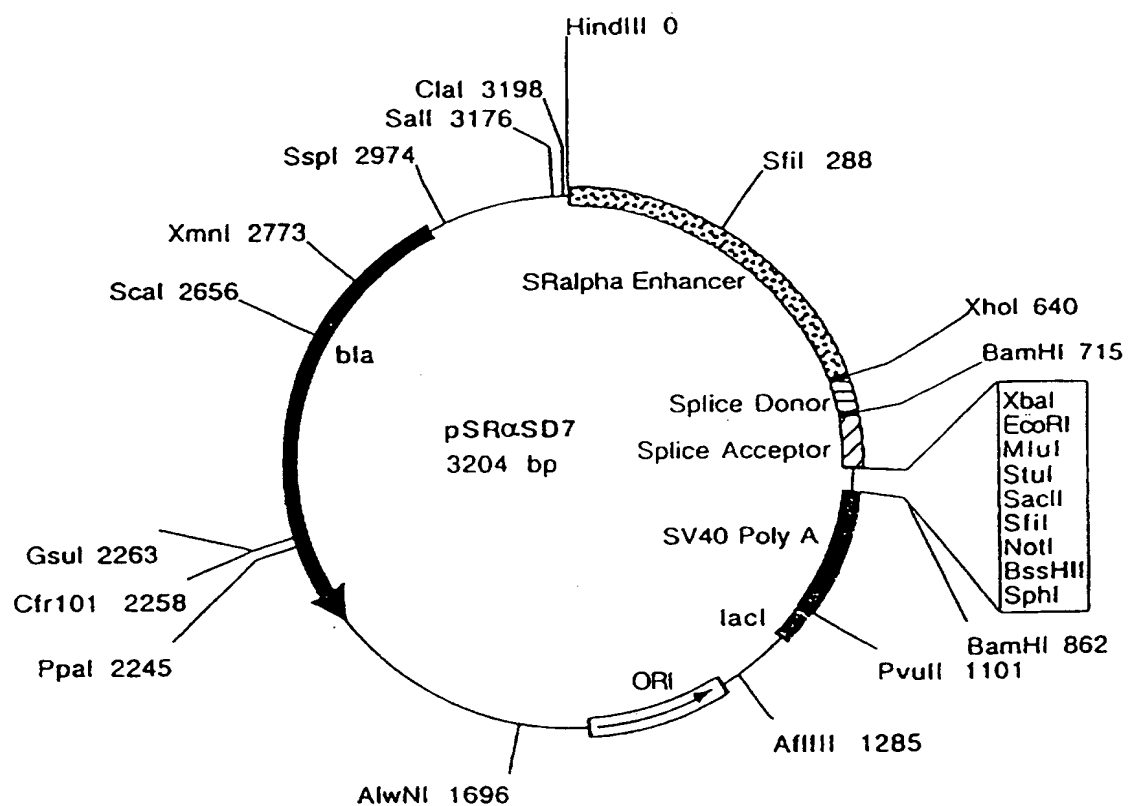 HindIII 0
ClaI 3198
SalI 3176
SspI 2974
SfiI 288
XmnI 2773
ScaI 2656
SRalpha Enhancer
XhoI 640
bla
BamHI 715
Splice Donor
pSRαSD7
3204 bp
Splice Acceptor
XbaI
EcoRI
MluI
StuI
SacII
SfiI
NotI
BssHII
SphI
SV40 Poly A
GsuI 2263
Cfr101 2258
PpaI 2245
lacI
BamHI 862
PvuII 1101
ORI
AflIII 1285
AlwNI 1696